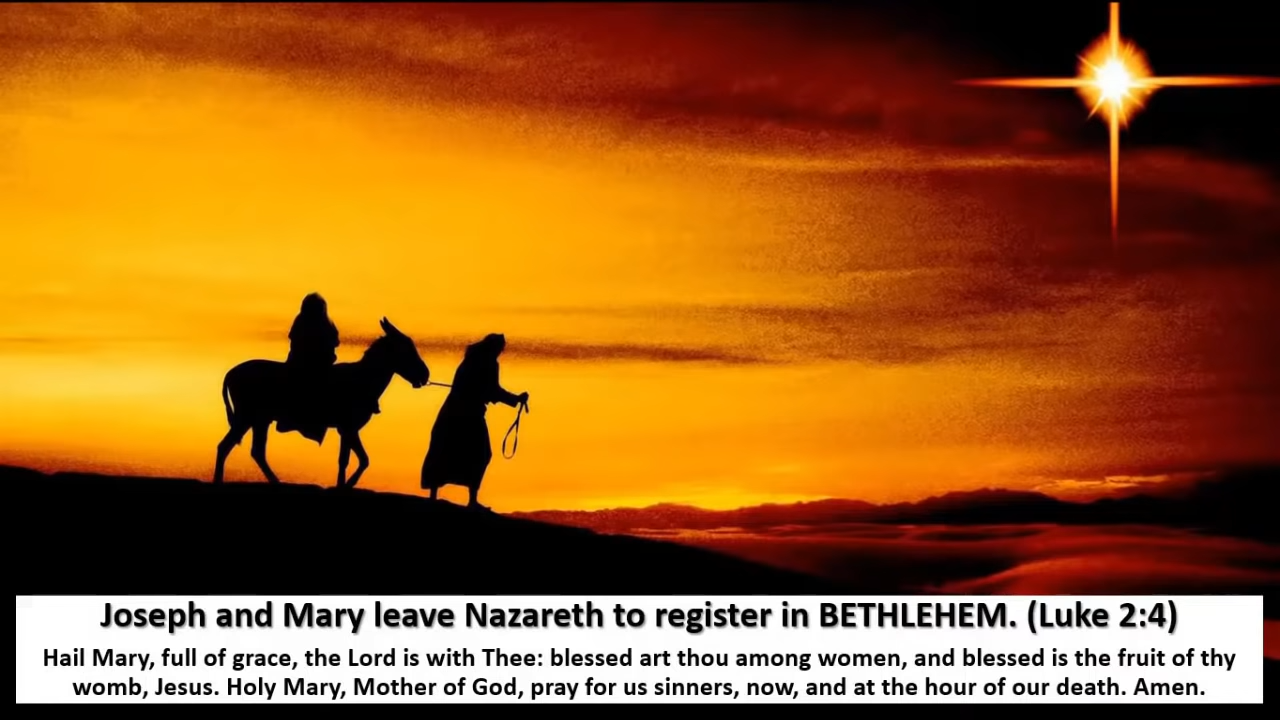 Joseph and Mary leave Nazareth to register in BETHLEHEM. (Luke 2:4)
Hail Mary, full of grace, the Lord is with Thee: blessed art thou among women, and blessed is the fruit of thy
womb, Jesus. Holy Mary, Mother of God, pray for us sinners, now, and at the hour of our death. Amen.